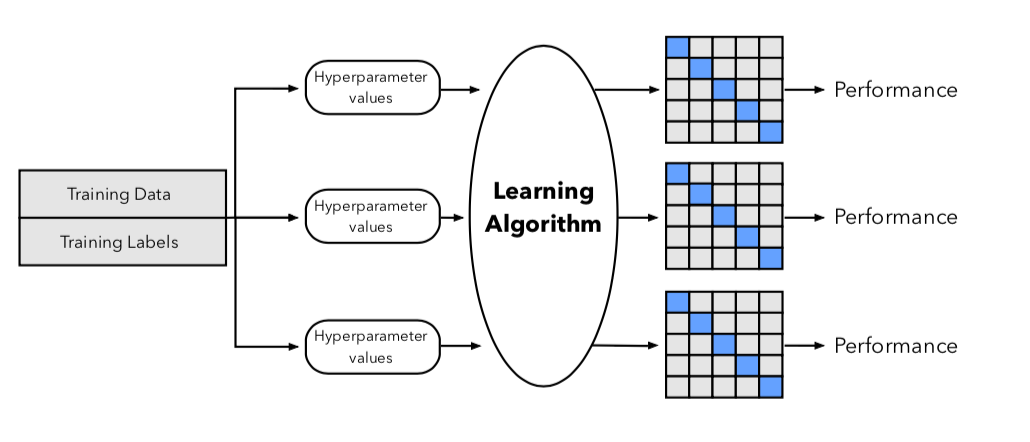 Hyperparameter
values
Performance
Training Data
Training Labels
Hyperparameter
values
Learning
Algorithm
Performance
Hyperparameter
values
Performance